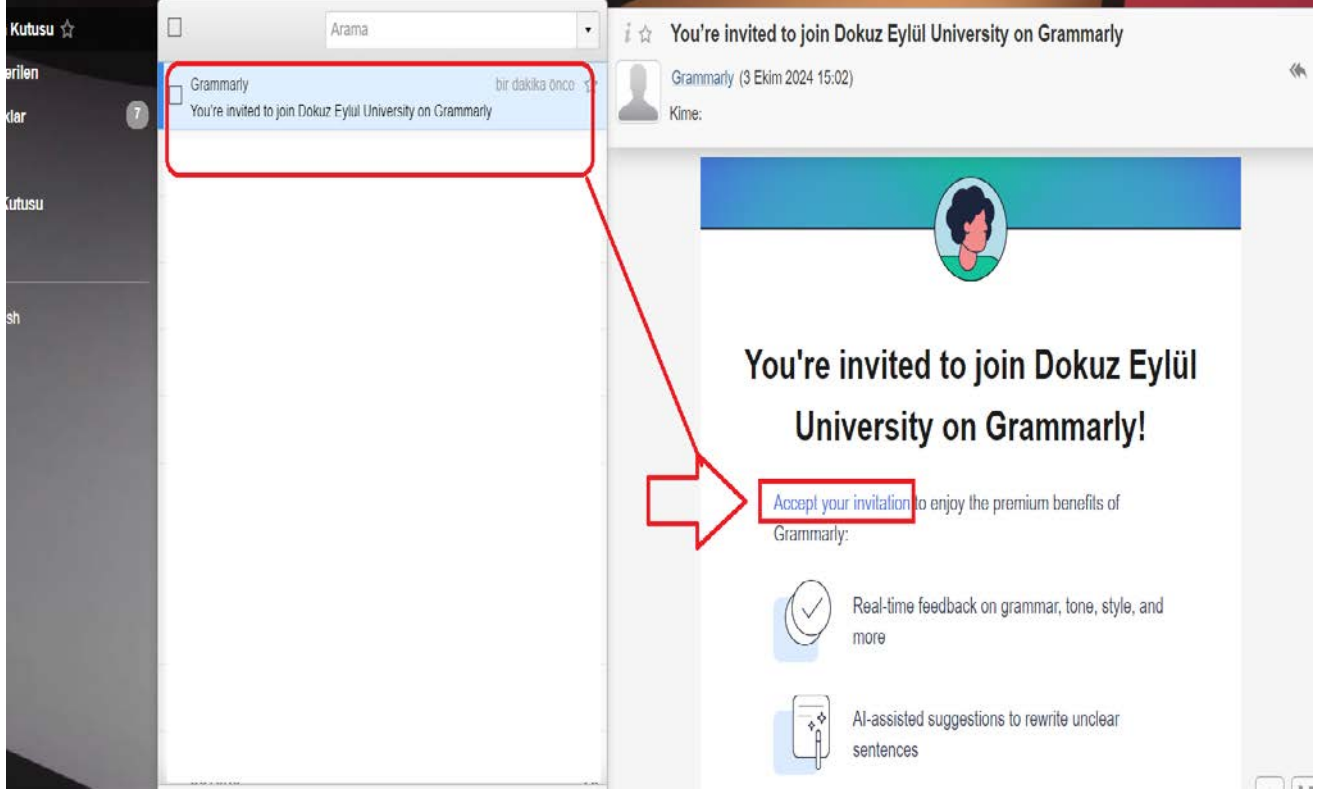 Kutusu
erilen
klar
7
Kutusu
sh
Arama
Grammarly
bir dakika önce
You're invited to join Dokuz Eylul University on Grammarly
You're invited to join Dokuz Eylül University on Grammarly
Grammarly (3 Ekim 2024 15:02)
Kime:
You're invited to join Dokuz Eylül
University on Grammarly!
Accept your invitation to enjoy the premium benefits of
Grammarly:
Real-time feedback on grammar, tone, style, and
more
AI-assisted suggestions to rewrite unclear
sentences